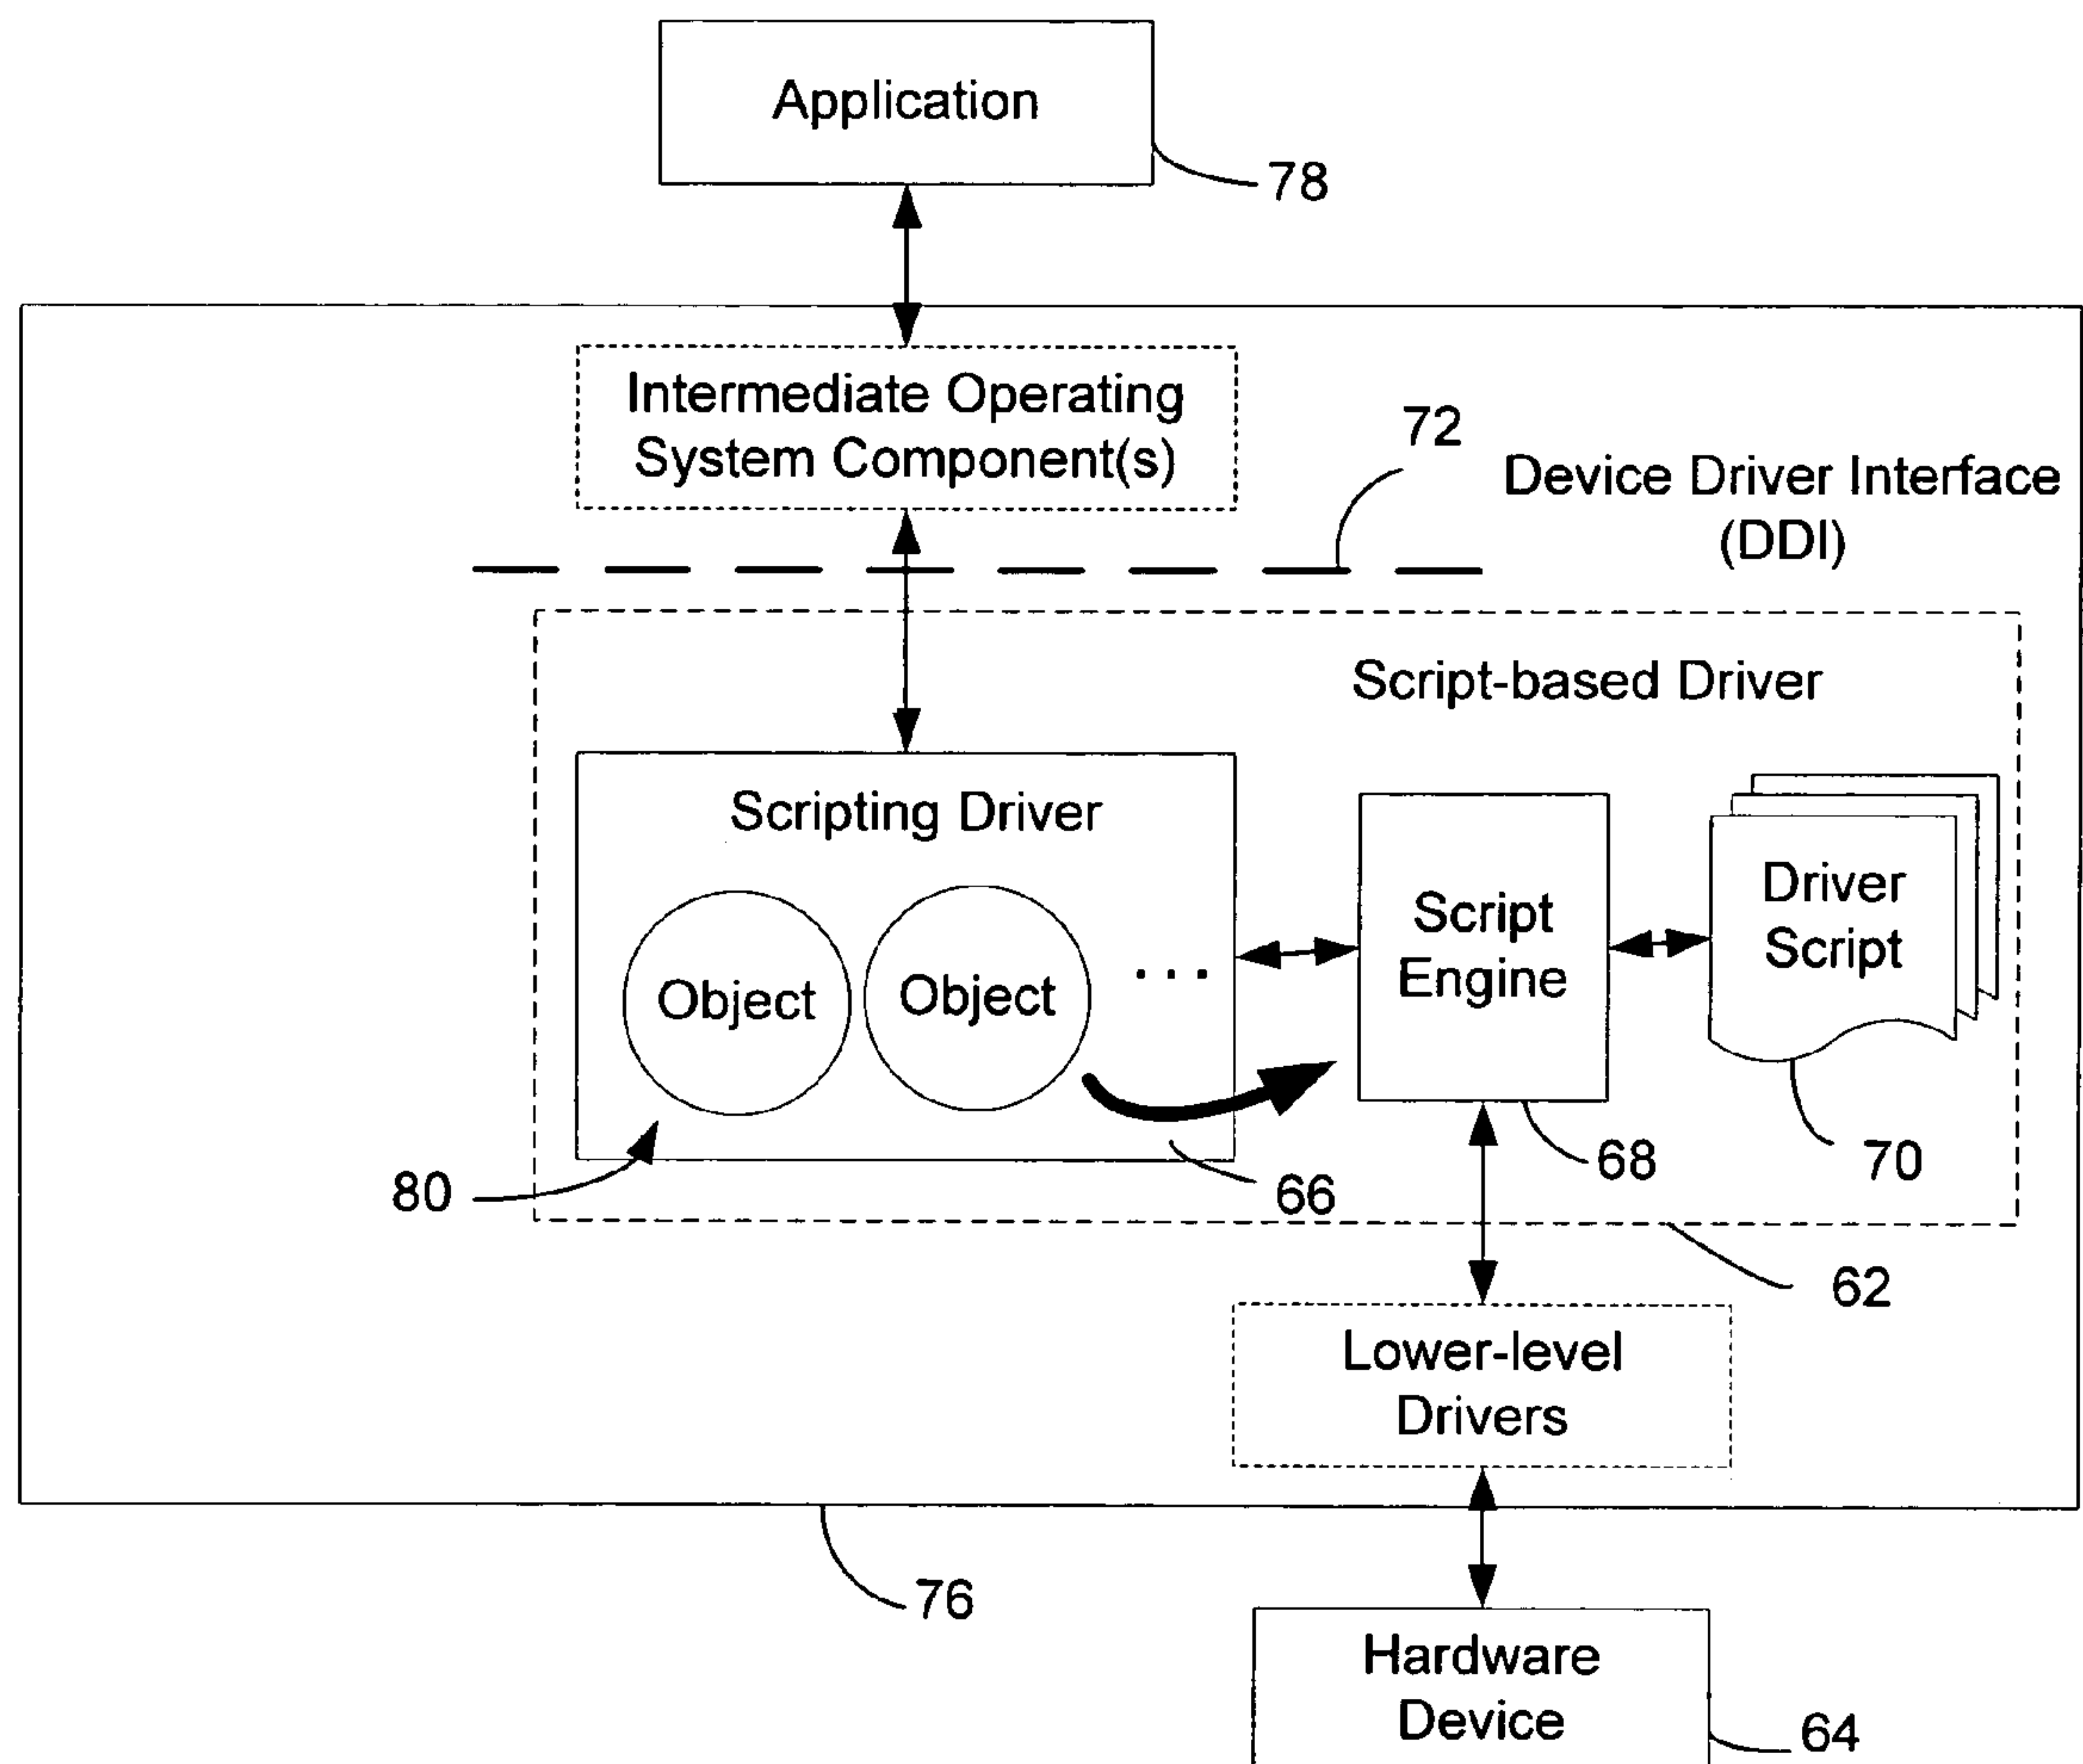 Application
78
Intermediate Operating
System Component(s)
72
Device Driver Interface
(DDI)
Script-based Driver
Scripting Driver
Object
Object
...
Script
Engine
Driver
Script
80
66
68
70
62
Lower-level
Drivers
76
Hardware
Device
64